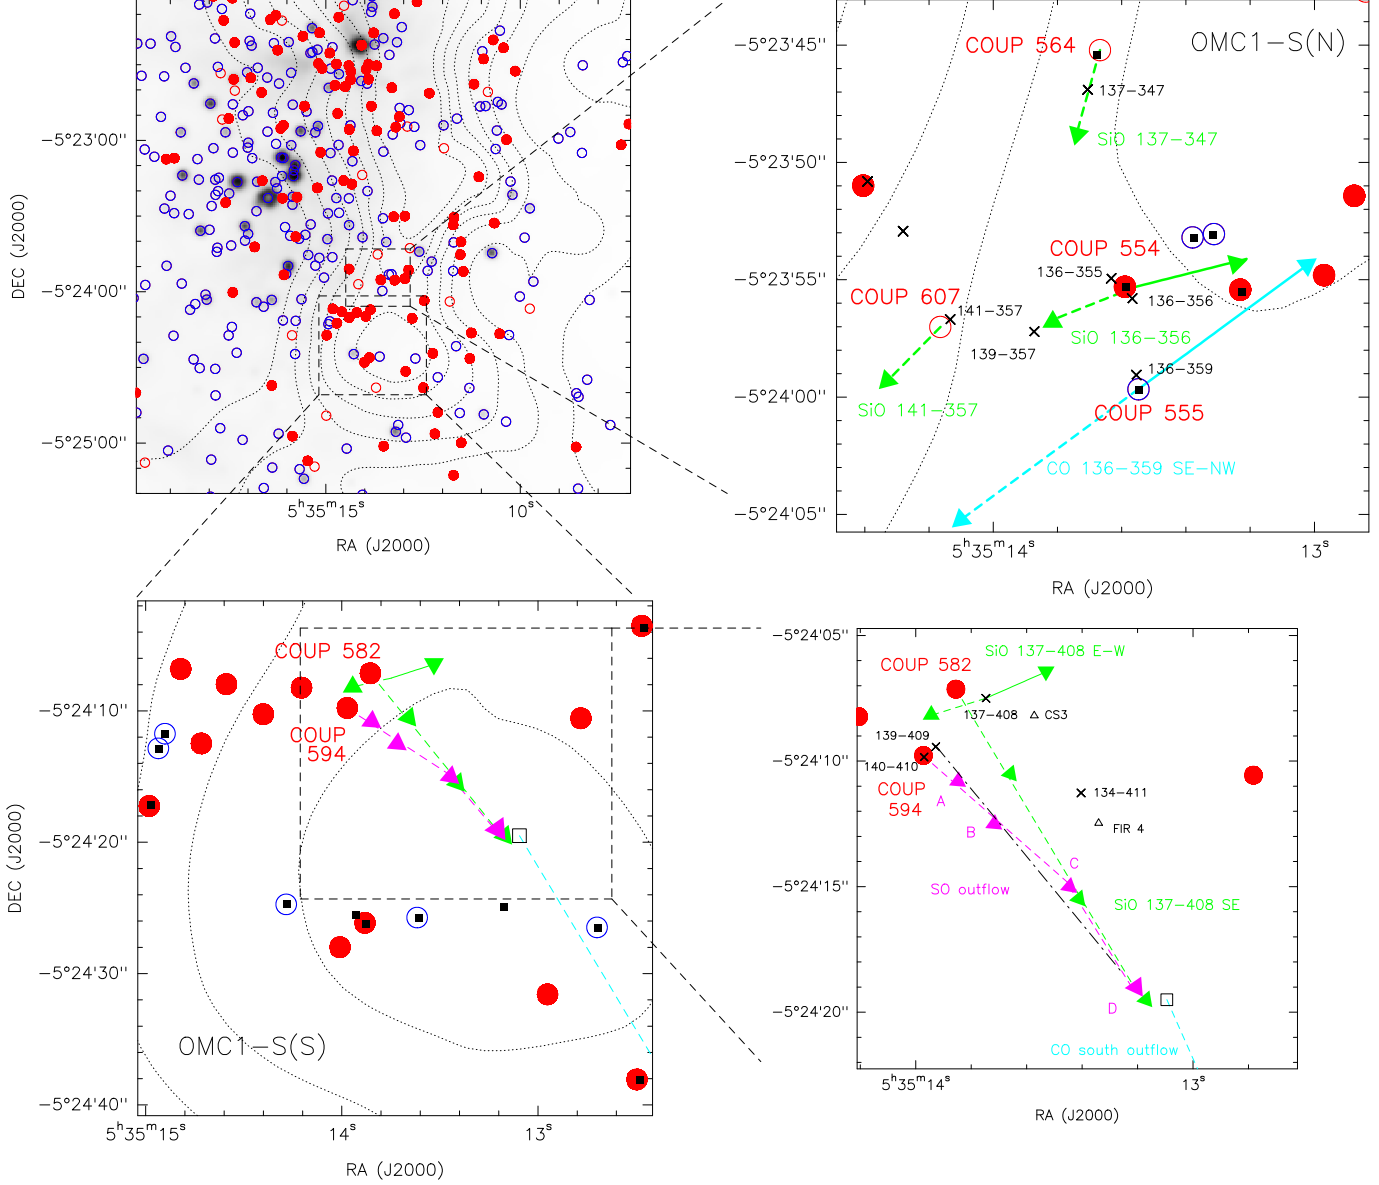 −5°23'00''
−5°24'00''
−5°25'00''
DEC (J2000)
5ʰ35ᵐ15ˢ
10ˢ
RA (J2000)
OMC1−S(N)
COUP 564
137−347
SiO 137−347
COUP 554
136−355
136−356
SiO 136−356
COUP 607
141−357
139−357
SiO 141−357
136−359
COUP 555
CO 136−359 SE−NW
−5°23'45''
−5°23'50''
−5°23'55''
−5°24'00''
−5°24'05''
5ʰ35ᵐ14ˢ
13ˢ
RA (J2000)
COUP 582
COUP
594
OMC1−S(S)
−5°24'10''
−5°24'20''
−5°24'30''
−5°24'40''
DEC (J2000)
5ʰ35ᵐ15ˢ
14ˢ
13ˢ
RA (J2000)
SiO 137−408 E−W
COUP 582
137−408
CS3
139−409
140−410
COUP
594
134−411
FIR 4
A
B
C
D
SO outflow
SiO 137−408 SE
CO south outflow
−5°24'05''
−5°24'10''
−5°24'15''
−5°24'20''
5ʰ35ᵐ14ˢ
13ˢ
RA (J2000)